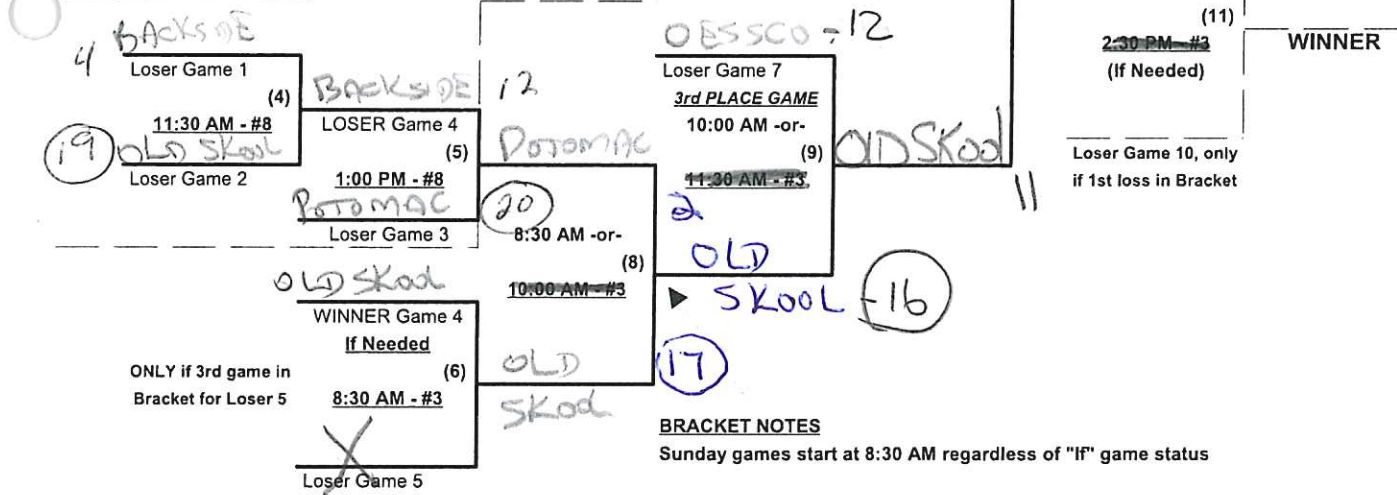 4 BACKSIDE
Loser Game 1
(4)
11:30 AM - #8
19 OLD SKOOL
Loser Game 2
BACKSIDE 12
LOSER Game 4
(5)
1:00 PM - #8
POTOMAC 20
Loser Game 3
OLD SKOOL
WINNER Game 4
If Needed
(6)
ONLY if 3rd game in
Bracket for Loser 5
8:30 AM - #3
X
Loser Game 5
POTOMAC 2
8:30 AM -or-
(8)
10:00 AM - #3
OLD
SKOOL
17
OESSCO - 12
Loser Game 7
3rd PLACE GAME
10:00 AM -or-
(9)
11:30 AM - #3
OLD
SKOOL -16
OLD SKOOL
11
(11)
2:30 PM - #3
(If Needed)
WINNER
Loser Game 10, only
if 1st loss in Bracket
BRACKET NOTES
Sunday games start at 8:30 AM regardless of "If" game status